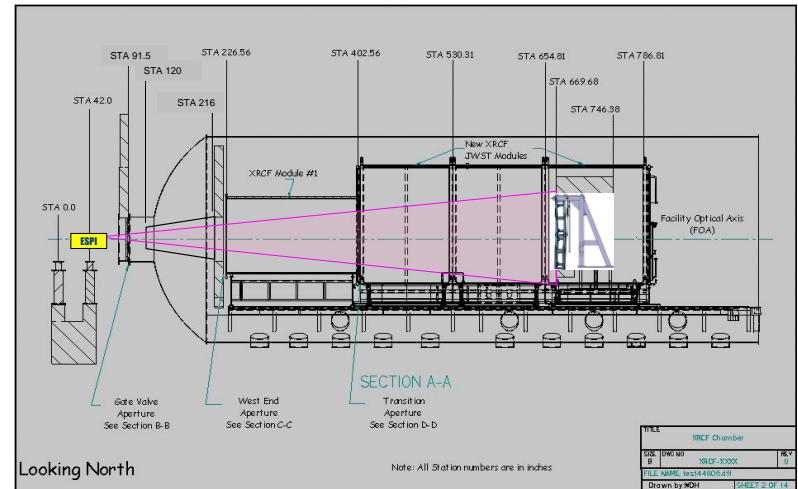 STA 0.0
STA 42.0
STA 91.5
STA 120
STA 216
STA 226.56
STA 402.56
STA 530.31
STA 654.81
STA 669.68
STA 746.38
STA 786.81
XRCF Module #1
New XRCF
JWST Modules
ESPI
Facility Optical Axis
(FOA)
SECTION A-A
Gate Valve
Aperture
See Section B-B
West End
Aperture
See Section C-C
Transition
Aperture
See Section D-D
Looking North
Note: All Station numbers are in inches
TITLE
XRCF Chamber
SIZE
B
DWG NO
XRCF-XXXX
REV
0
FILE NAME: test44806.dft
Drawn by MDH
SHEET 2 OF 14